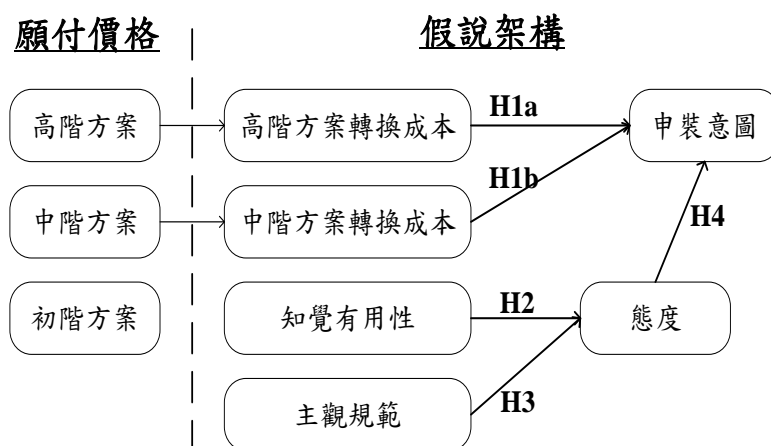 願付價格
假說架構
高階方案
高階方案轉換成本
H1a
申裝意圖
H1b
中階方案
中階方案轉換成本
H4
初階方案
知覺有用性
H2
態度
主觀規範
H3